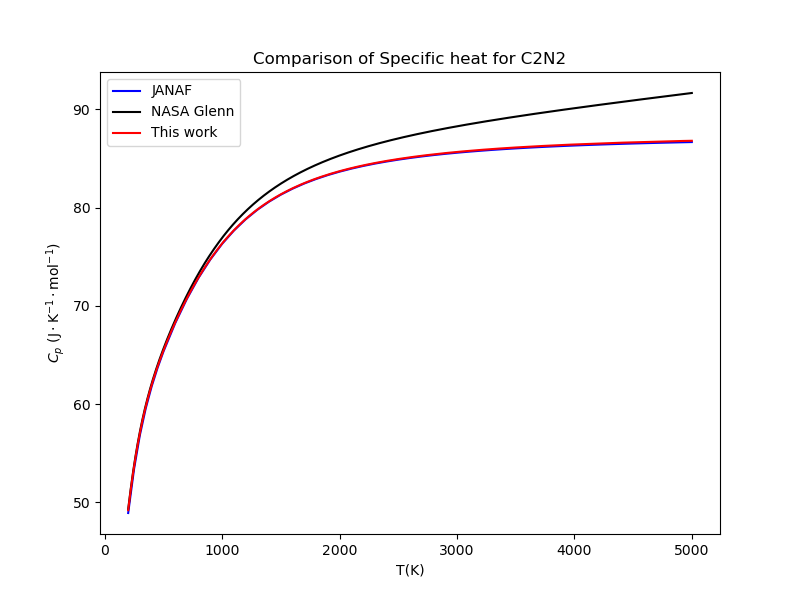 Comparison of Specific heat for C2N2
JANAF
NASA Glenn
This work
90
80
70
60
50
$C_p$ (J · K$^{-1}$ · mol$^{-1}$)
0 1000 2000 3000 4000 5000
T(K)